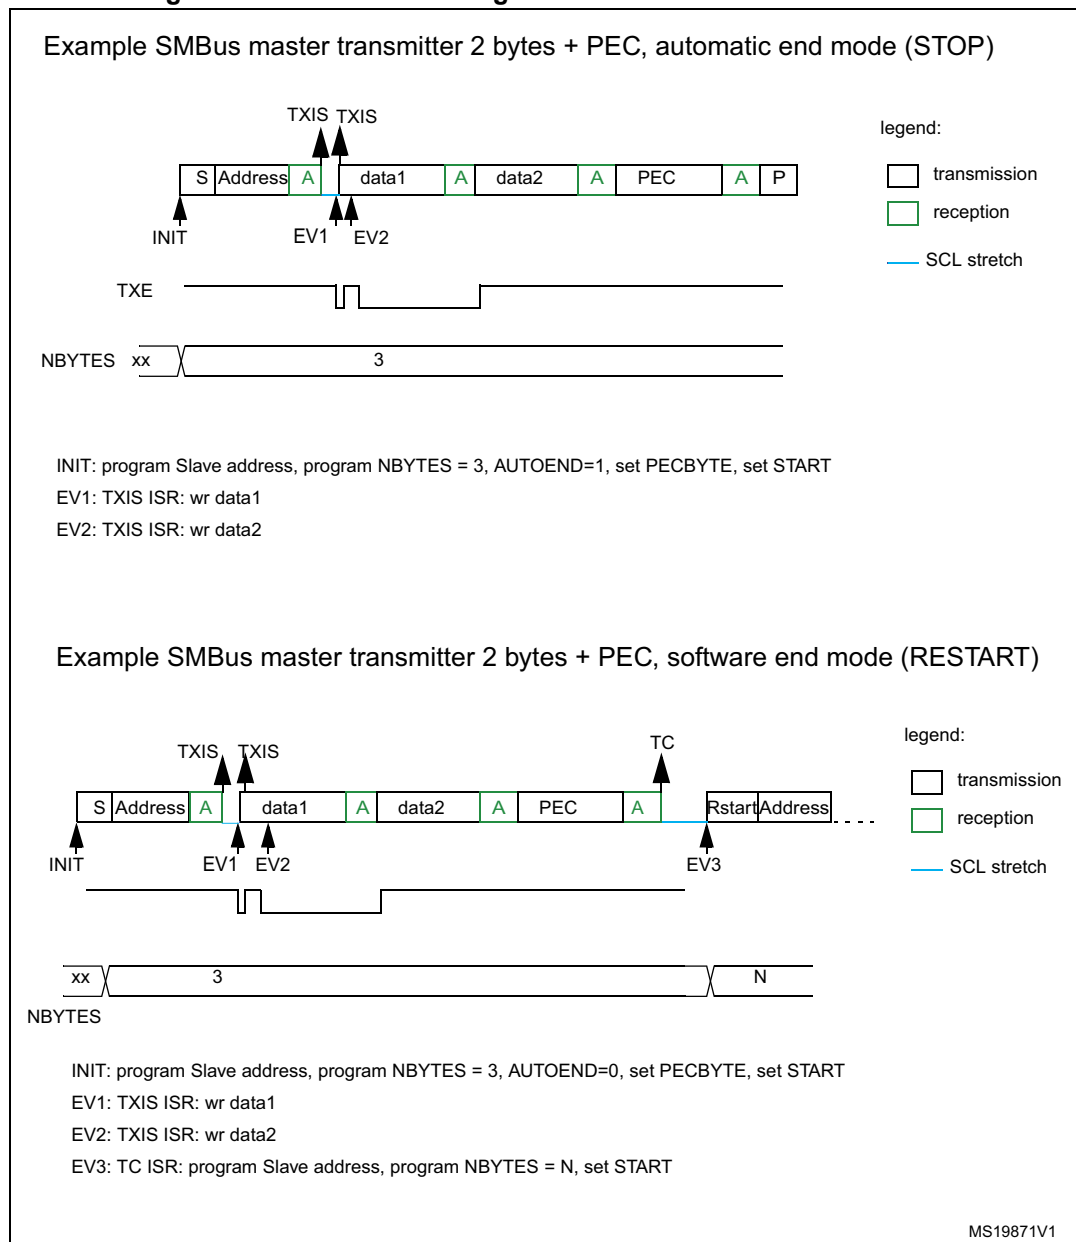 Example SMBus master transmitter 2 bytes + PEC, automatic end mode (STOP)
TXIS TXIS
legend:
S Address A data1 A data2 A PEC A P
transmission
reception
INIT EV1 EV2
SCL stretch
TXE
NBYTES xx 3
INIT: program Slave address, program NBYTES = 3, AUTOEND=1, set PECBYTE, set START
EV1: TXIS ISR: wr data1
EV2: TXIS ISR: wr data2
Example SMBus master transmitter 2 bytes + PEC, software end mode (RESTART)
TXIS TXIS TC
legend:
transmission
S Address A data1 A data2 A PEC A Rstart Address
reception
INIT EV1 EV2 EV3
SCL stretch
xx 3 N
NBYTES
INIT: program Slave address, program NBYTES = 3, AUTOEND=0, set PECBYTE, set START
EV1: TXIS ISR: wr data1
EV2: TXIS ISR: wr data2
EV3: TC ISR: program Slave address, program NBYTES = N, set START
MS19871V1